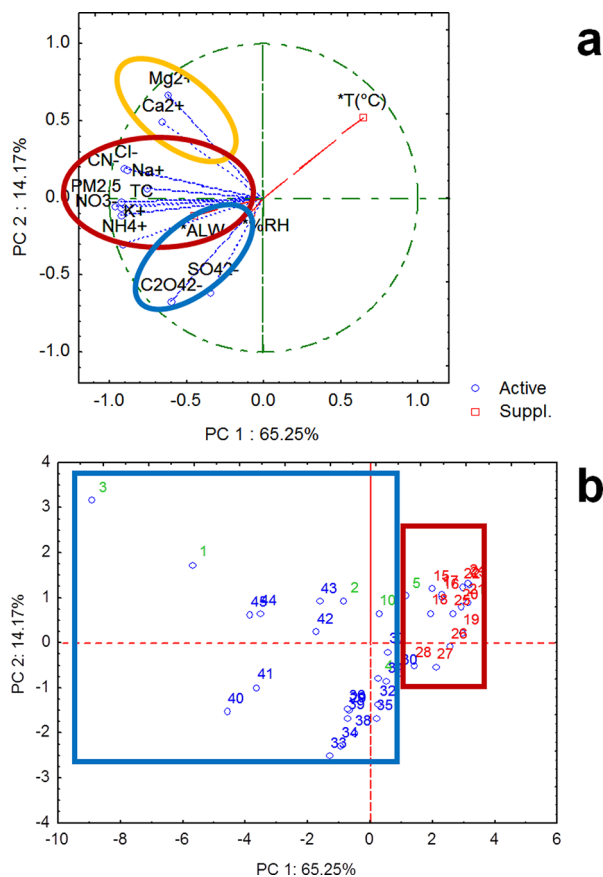 a
1.0
0.5
0.0
-0.5
-1.0
PC 2 : 14.17%
Mg2+
Ca2+
*T(°C)
Cl-
CN-
Na+
PM2.5
TC
NO3-
K+
NH4+
*ALW
*%RH
SO42-
C2O42-
-1.0 -0.5 0.0 0.5 1.0
PC 1 : 65.25%
Active
Suppl.
b
4
3
2
1
0
-1
-2
-3
-4
PC 2: 14.17%
3
1
43
2
44
42
10
5
15
16
18
25
20
19
27
28
30
41
40
32
39
35
38
34
33
-10 -8 -6 -4 -2 0 2 4 6
PC 1: 65.25%